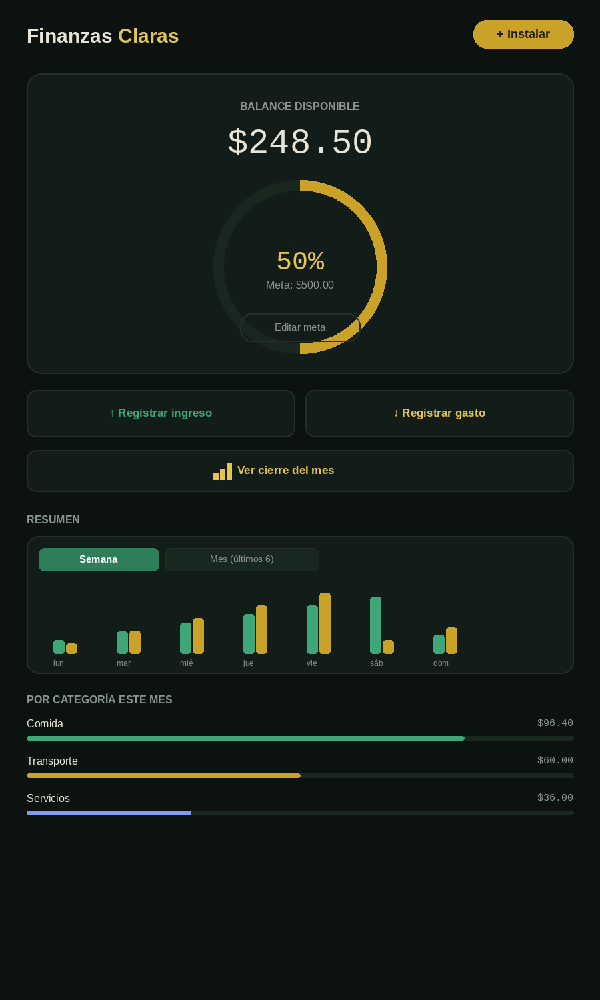 Finanzas Claras
+ Instalar
BALANCE DISPONIBLE
$248.50
50%
Meta: $500.00
Editar meta
↑ Registrar ingreso
↓ Registrar gasto
Ver cierre del mes
RESUMEN
Semana
Mes (últimos 6)
lun mar mié jue vie sáb dom
POR CATEGORÍA ESTE MES
Comida $96.40
Transporte $60.00
Servicios $36.00